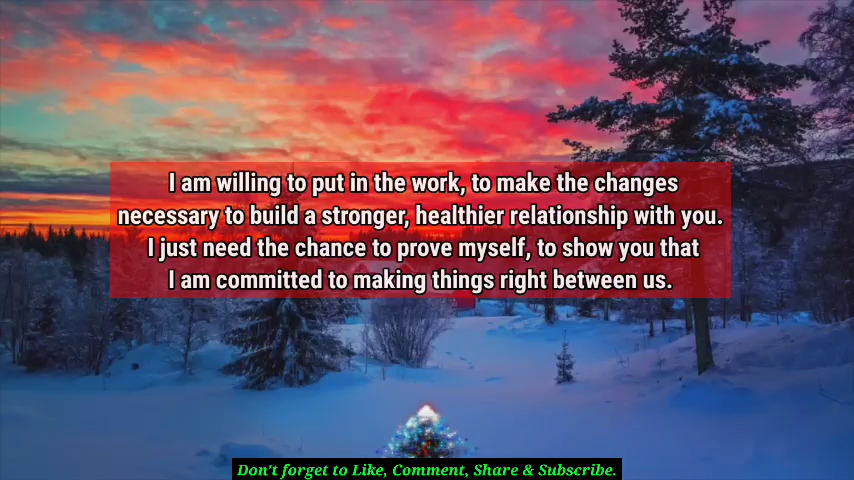 I am willing to put in the work, to make the changes
necessary to build a stronger, healthier relationship with you.
I just need the chance to prove myself, to show you that
I am committed to making things right between us.
Don't forget to Like, Comment, Share & Subscribe.